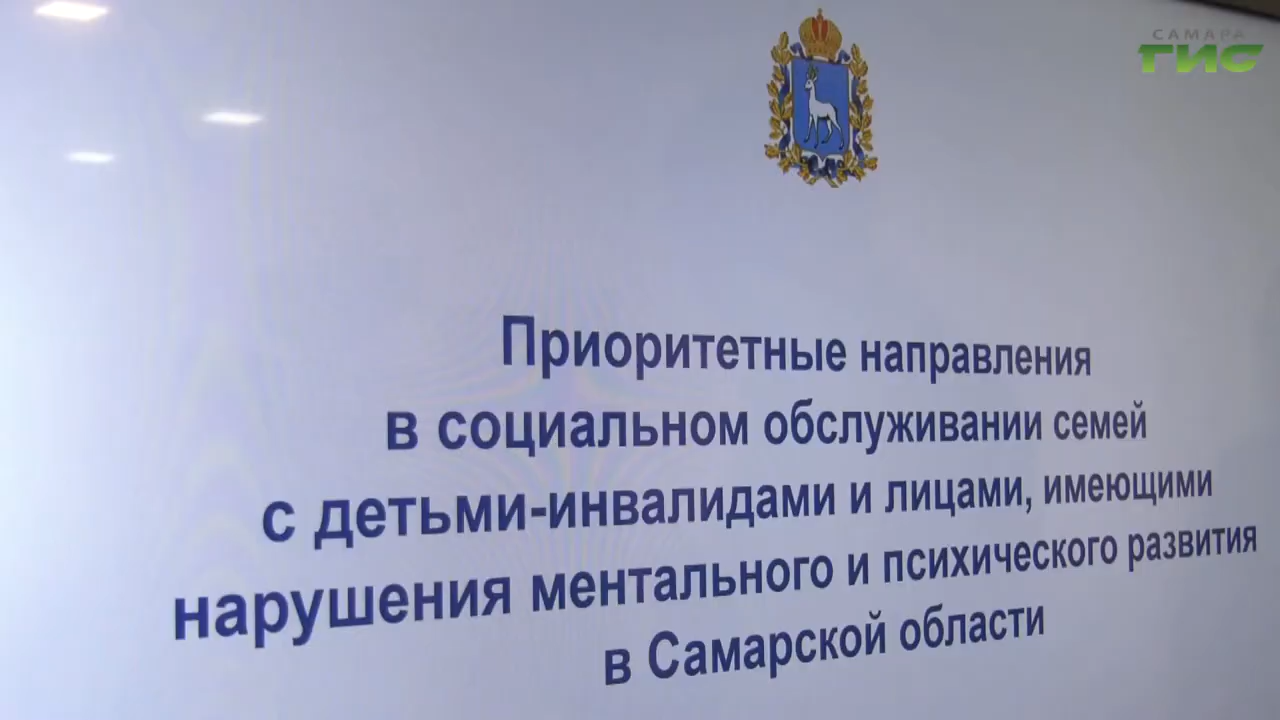 САМАРА
ГИС
Приоритетные направления
в социальном обслуживании семей
с детьми-инвалидами и лицами, имеющими
нарушения ментального и психического развития
в Самарской области